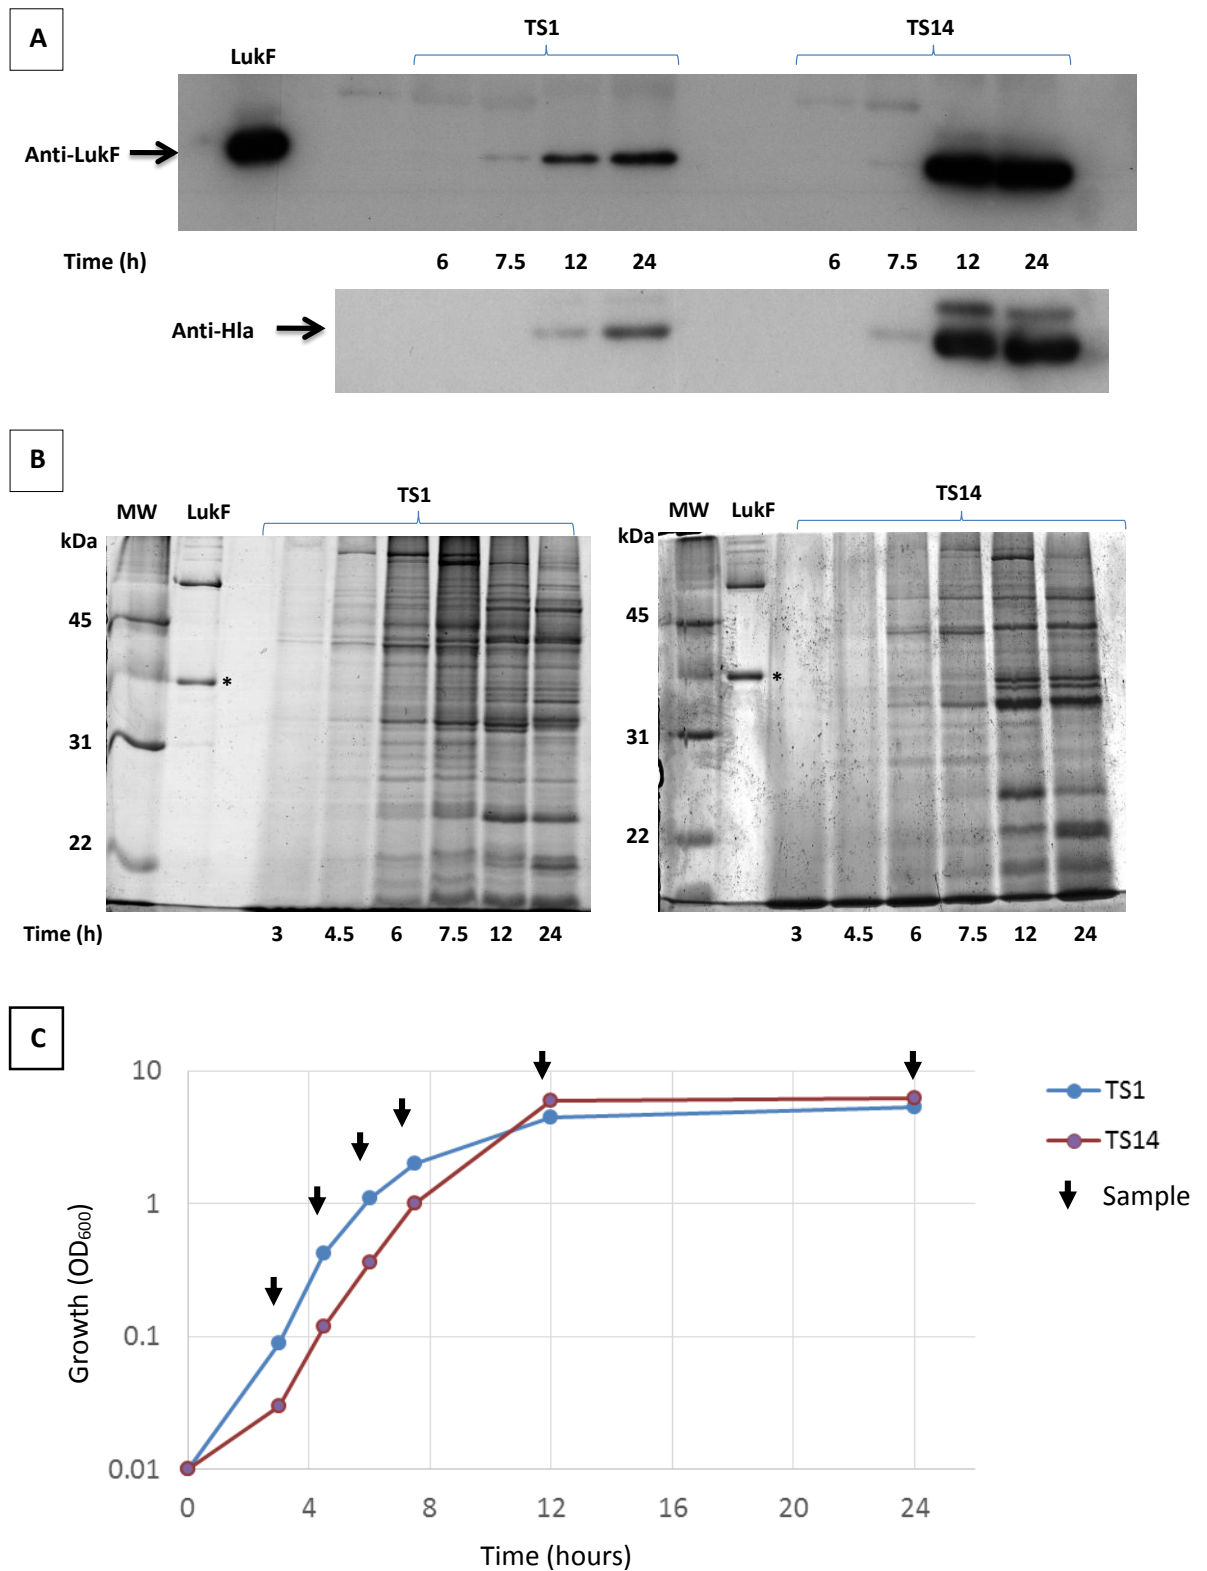 A
TS1
TS14
LukF
Anti-LukF
Time (h)
6
7.5
12
24
6
7.5
12
24
Anti-Hla
B
TS1
TS14
MW
LukF
MW
LukF
kDa
kDa
45
45
*
*
31
31
22
22
Time (h)
3
4.5
6
7.5
12
24
3
4.5
6
7.5
12
24
C
10
1
0.1
0.01
Growth (OD600)
0
4
8
12
16
20
24
Time (hours)
TS1
TS14
Sample